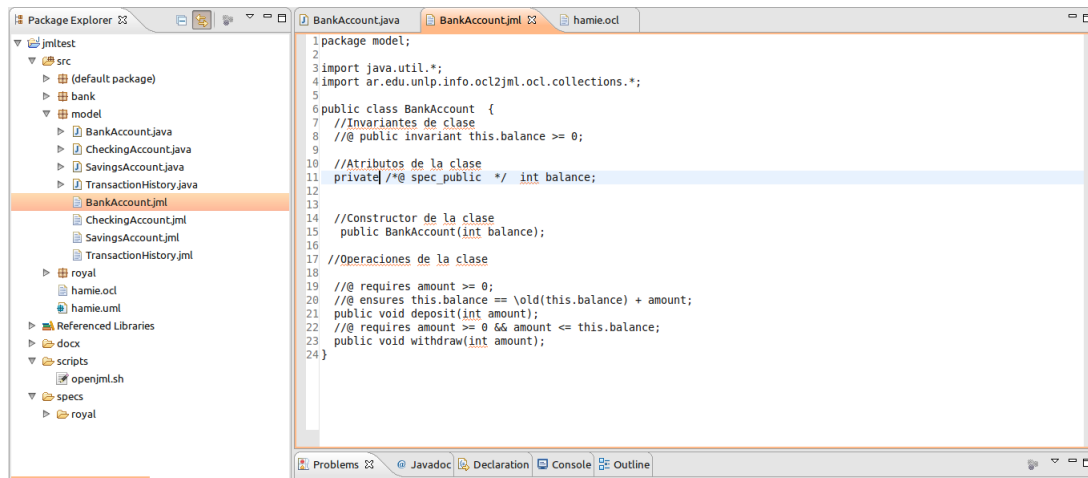 Package Explorer
jmltest
src
(default package)
bank
model
BankAccount.java
CheckingAccount.java
SavingsAccount.java
TransactionHistory.java
BankAccount.jml
CheckingAccount.jml
SavingsAccount.jml
TransactionHistory.jml
royal
hamie.ocl
hamie.uml
Referenced Libraries
docx
scripts
openjml.sh
specs
royal
BankAccount.java BankAccount.jml hamie.ocl
1 package model;
2
3 import java.util.*;
4 import ar.edu.unlp.info.ocl2jml.ocl.collections.*;
5
6 public class BankAccount {
7 //Invariantes de clase
8 //@ public invariant this.balance >= 0;
9
10 //Atributos de la clase
11 private /*@ spec_public */ int balance;
12
13
14 //Constructor de la clase
15 public BankAccount(int balance);
16
17 //Operaciones de la clase
18
19 //@ requires amount >= 0;
20 //@ ensures this.balance == \old(this.balance) + amount;
21 public void deposit(int amount);
22 //@ requires amount >= 0 && amount <= this.balance;
23 public void withdraw(int amount);
24 }
Problems @ Javadoc Declaration Console Outline